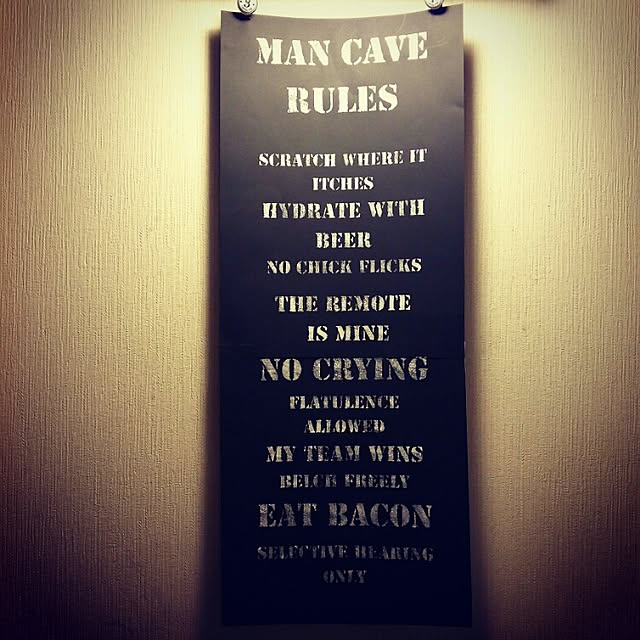 MAN CAVE
RULES
SCRATCH WHERE IT
ITCHES
HYDRATE WITH
BEER
NO CHICK FLICKS
THE REMOTE
IS MINE
NO CRYING
FLATULENCE
ALLOWED
MY TEAM WINS
BELCH FREELY
EAT BACON
SELECTIVE HEARING
ONLY